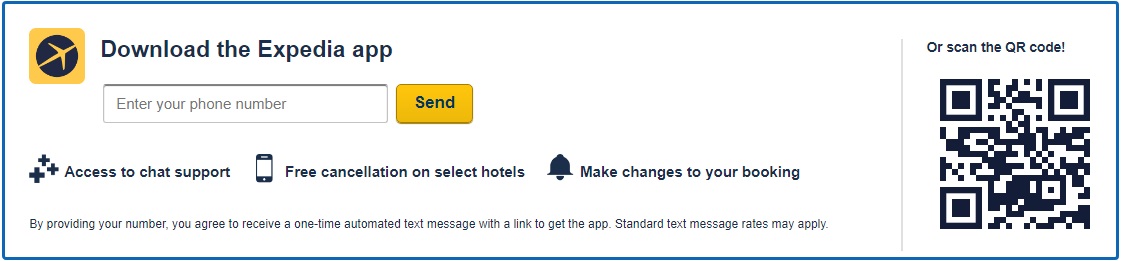 Download the Expedia app
Enter your phone number
Send
Access to chat support
Free cancellation on select hotels
Make changes to your booking
By providing your number, you agree to receive a one-time automated text message with a link to get the app. Standard text message rates may apply.
Or scan the QR code!